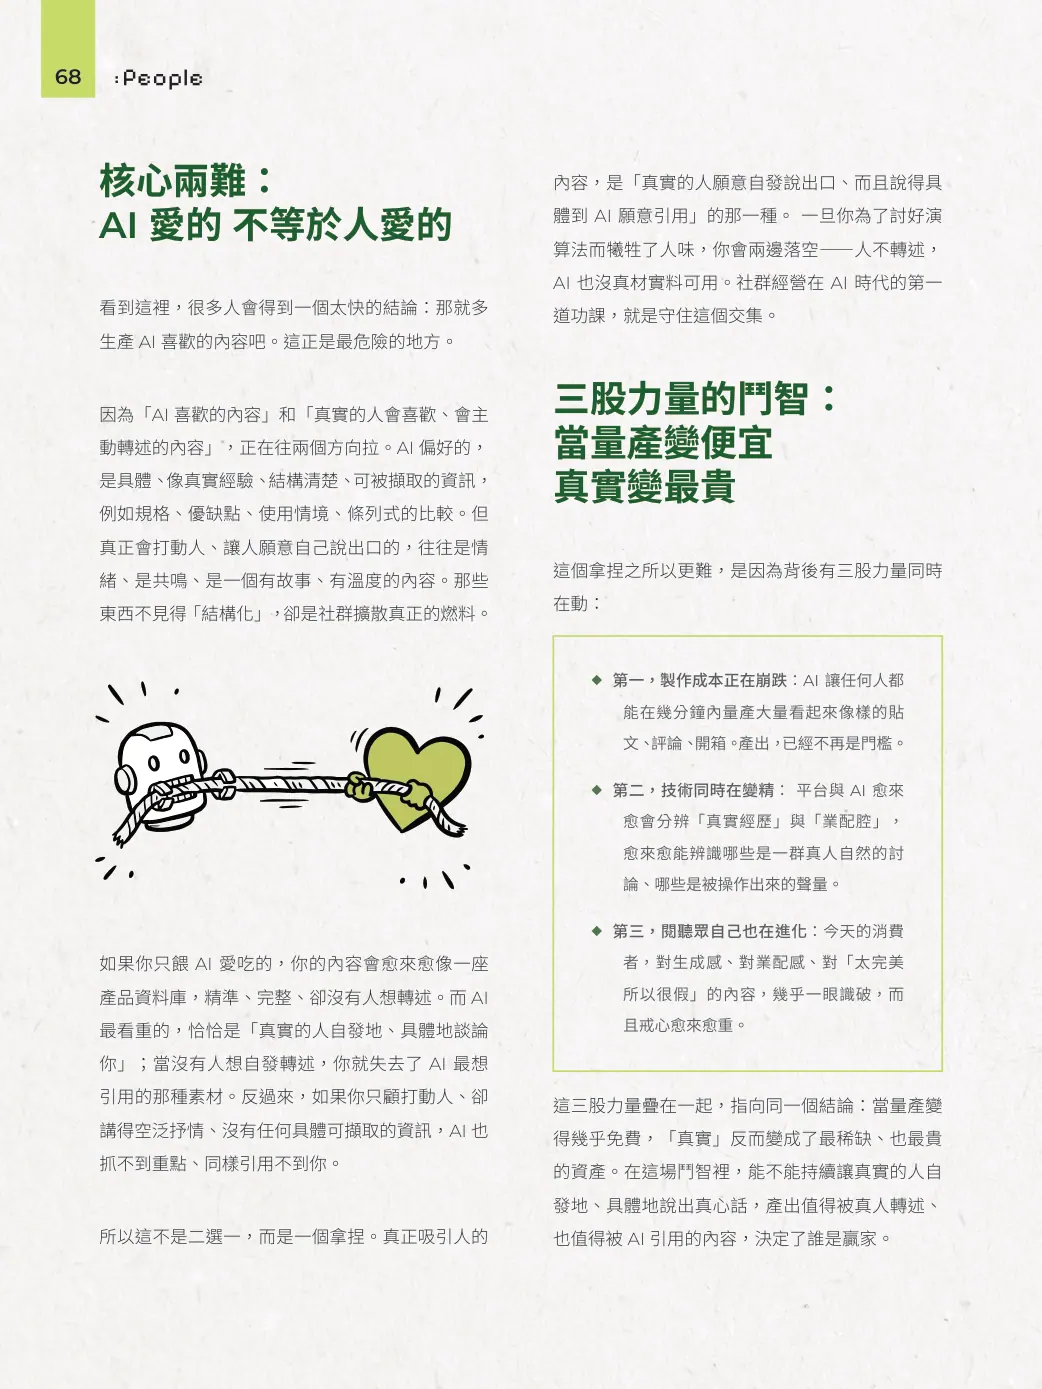 68
:People
核心兩難：
AI 愛的 不等於人愛的
看到這裡，很多人會得到一個太快的結論：那就多
生產 AI 喜歡的內容吧。這正是最危險的地方。
因為「AI 喜歡的內容」和「真實的人會喜歡、會主
動轉述的內容」，正在往兩個方向拉。AI 偏好的，
是具體、像真實經驗、結構清楚、可被擷取的資訊，
例如規格、優缺點、使用情境、條列式的比較。但
真正會打動人、讓人願意自己說出口的，往往是情
緒、是共鳴、是一個有故事、有溫度的內容。那些
東西不見得「結構化」，卻是社群擴散真正的燃料。
如果你只餵 AI 愛吃的，你的內容會愈來愈像一座
產品資料庫，精準、完整、卻沒有人想轉述。而 AI
最看重的，恰恰是「真實的人自發地、具體地談論
你」；當沒有人想自發轉述，你就失去了 AI 最想
引用的那種素材。反過來，如果你只顧打動人、卻
講得空泛抒情、沒有任何具體可擷取的資訊，AI 也
抓不到重點、同樣引用不到你。
所以這不是二選一，而是一個拿捏。真正吸引人的
內容，是「真實的人願意自發說出口、而且說得具
體到 AI 願意引用」的那一種。 一旦你為了討好演
算法而犧牲了人味，你會兩邊落空——人不轉述，
AI 也沒真材實料可用。社群經營在 AI 時代的第一
道功課，就是守住這個交集。
三股力量的鬥智：
當量產變便宜
真實變最貴
這個拿捏之所以更難，是因為背後有三股力量同時
在動：
◆ 第一，製作成本正在崩跌：AI 讓任何人都
能在幾分鐘內量產大量看起來像樣的貼
文、評論、開箱。產出，已經不再是門檻。
◆ 第二，技術同時在變精： 平台與 AI 愈來
愈會分辨「真實經歷」與「業配腔」，
愈來愈能辨識哪些是一群真人自然的討
論、哪些是被操作出來的聲量。
◆ 第三，閱聽眾自己也在進化：今天的消費
者，對生成感、對業配感、對「太完美
所以很假」的內容，幾乎一眼識破，而
且戒心愈來愈重。
這三股力量疊在一起，指向同一個結論：當量產變
得幾乎免費，「真實」反而變成了最稀缺、也最貴
的資產。在這場鬥智裡，能不能持續讓真實的人自
發地、具體地說出真心話，產出值得被真人轉述、
也值得被 AI 引用的內容，決定了誰是贏家。